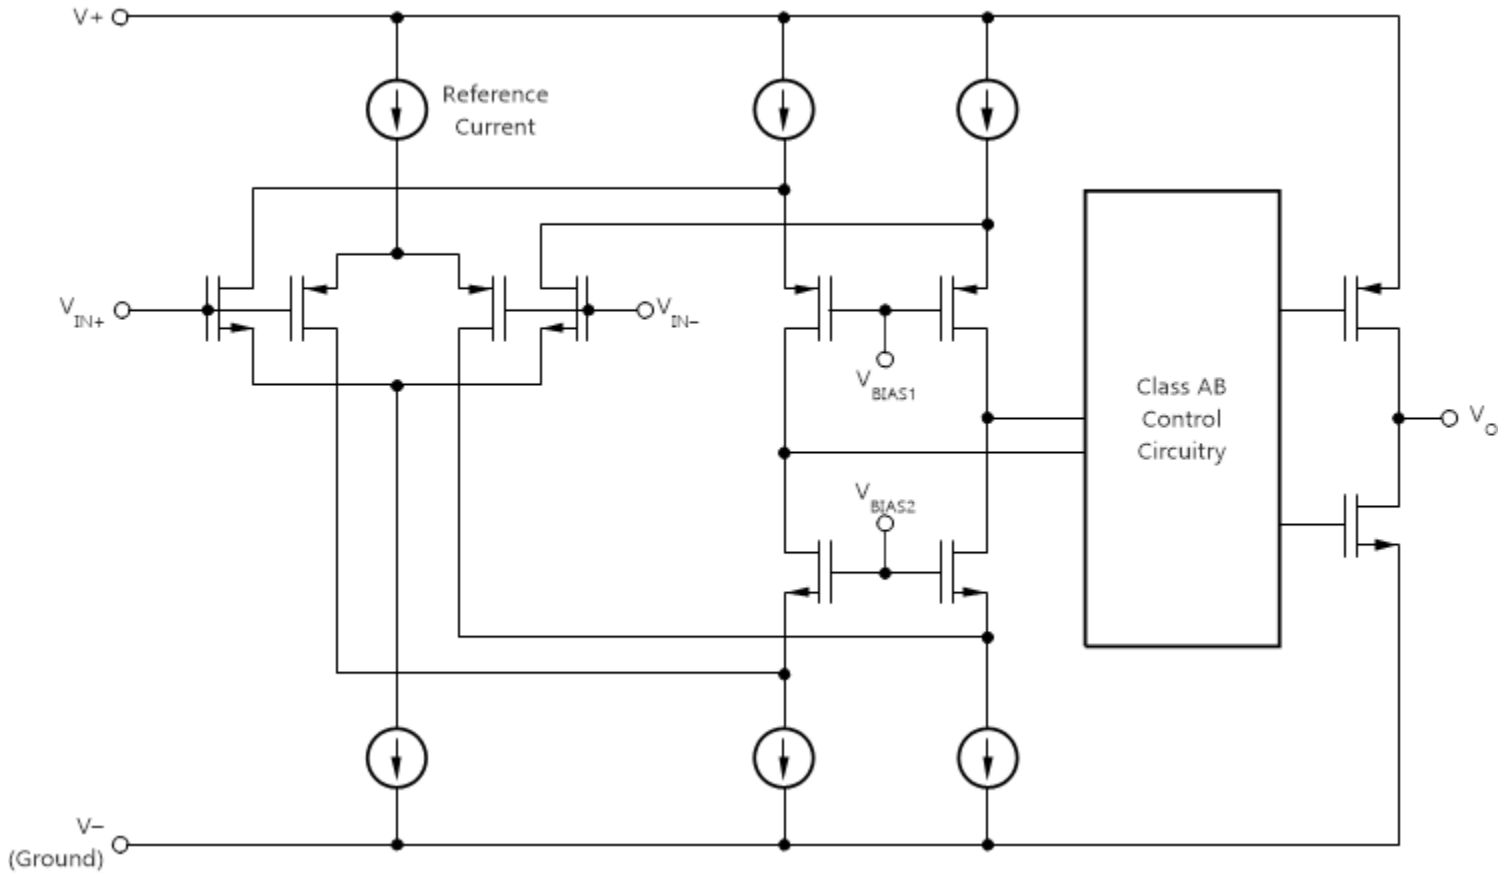 V+
Reference
Current
VIN+
VIN−
VBIAS1
Class AB
Control
Circuitry
VO
VBIAS2
V−
(Ground)